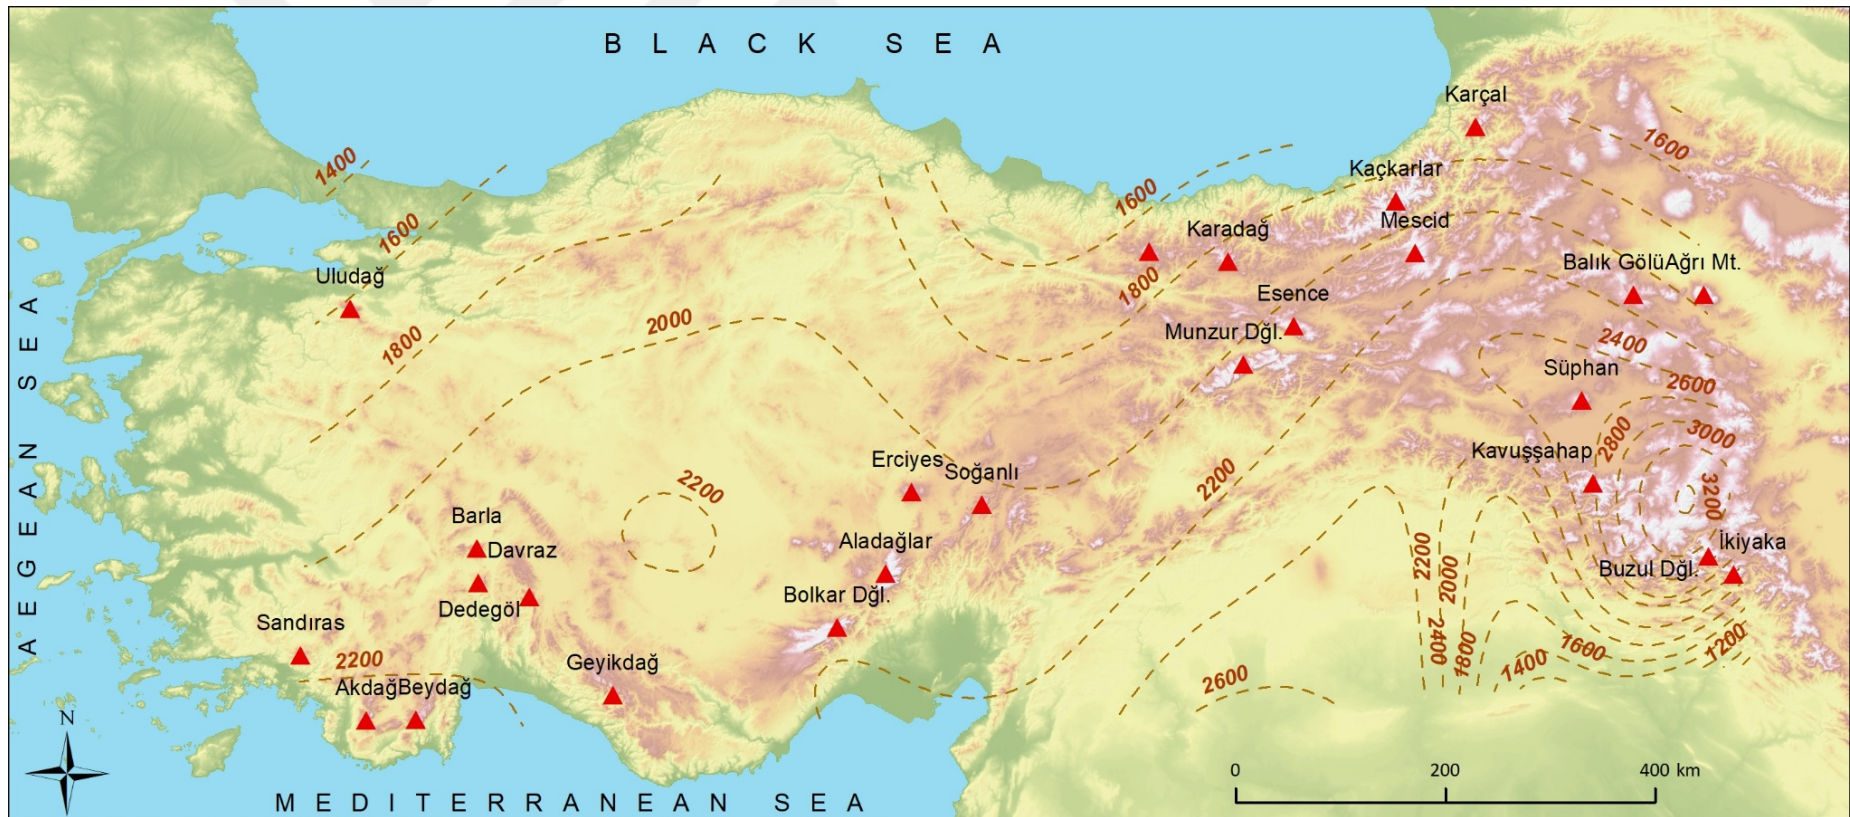 BLACK SEA
Karçal
1600
1400
Kaçkarlar
1600
Mescid
1600
Karadağ
Uludağ
Balık Gölü
Ağrı Mt.
1800
Esence
2000
Munzur Dğl.
1800
2400
Süphan
2600
AEGEAN SEA
2800
3000
Kavuşşahap
Erciyes
Soğanlı
2200
2200
3200
Barla
Davraz
Aladağlar
2200
2000
İkiyaka
Buzul Dğl.
Bolkar Dğl.
Dedegöl
Sandıras
2400
1800
1600
1400
1200
2200
Geyikdağ
Akdağ
Beydağ
2600
N
0 200 400 km
MEDITERRANEAN SEA